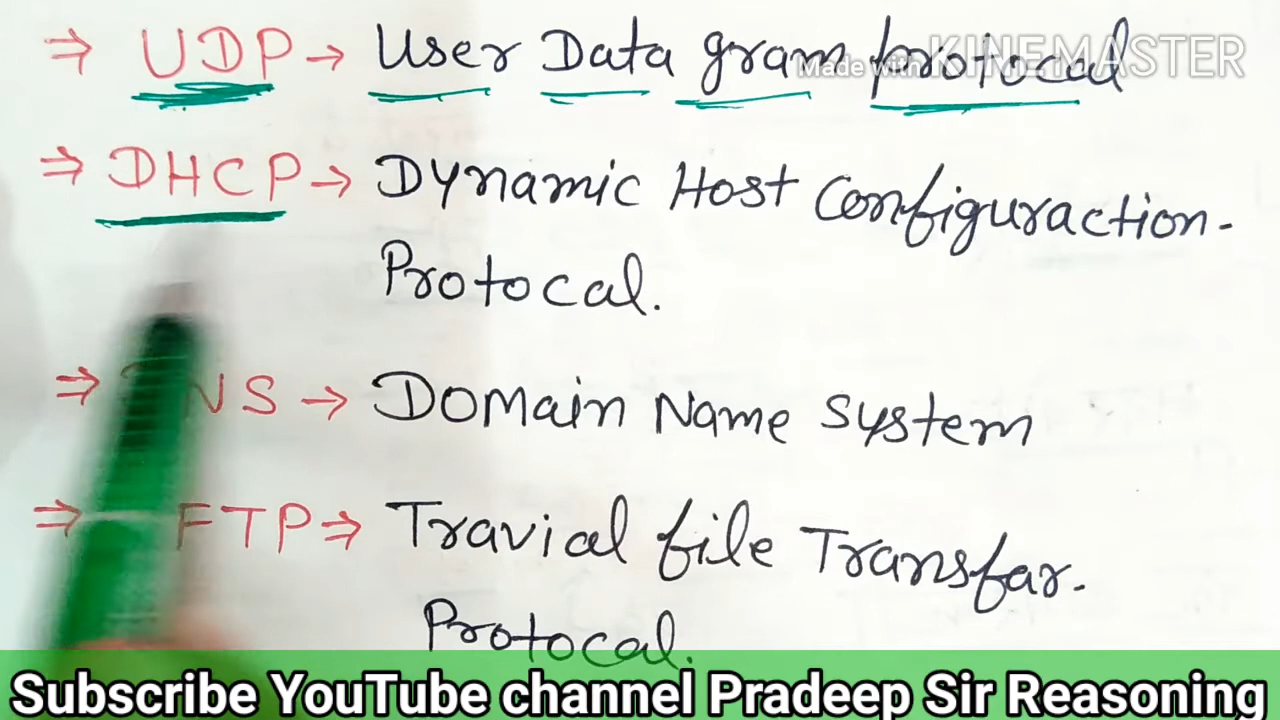 ⇒ UDP → User Data gram protocal
Made with KINEMASTER
⇒ DHCP → Dynamic Host Configuraction-
Protocal.
⇒ NS → Domain Name System
⇒ FTP ⇒ Travial file Transfar-
Protocal.
Subscribe YouTube channel Pradeep Sir Reasoning